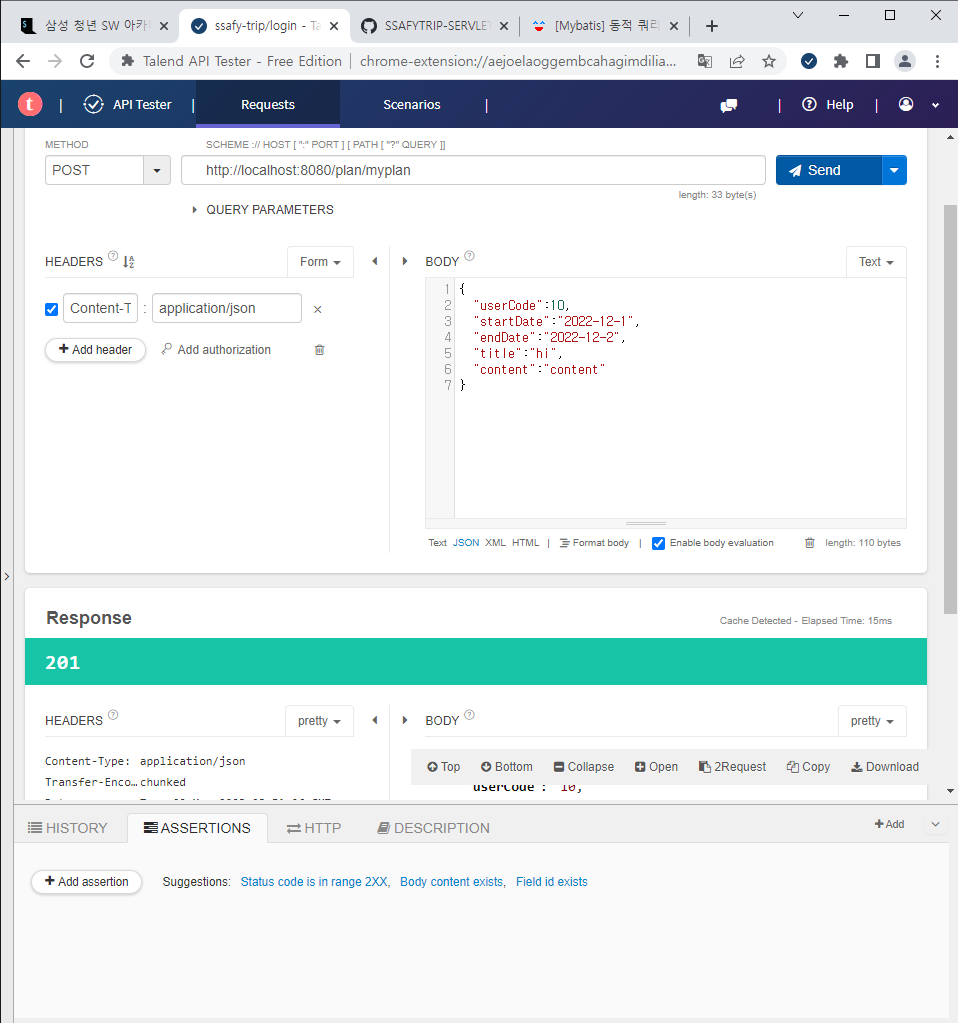 삼성 청년 SW 아카
ssafy-trip/login - Ta
SSAFYTRIP-SERVLE
[Mybatis] 동적 쿼리
Talend API Tester - Free Edition | chrome-extension://aejoelaoggembcahagimdilia...
t | API Tester | Requests Scenarios | | Help |
METHOD SCHEME :// HOST [ ":" PORT ] [ PATH [ "?" QUERY ]]
POST http://localhost:8080/plan/myplan Send
length: 33 byte(s)
QUERY PARAMETERS
HEADERS ? Form
Content-T : application/json ×
+ Add header Add authorization
BODY ? Text
1 {
2 "userCode":10,
3 "startDate":"2022-12-1",
4 "endDate":"2022-12-2",
5 "title":"hi",
6 "content":"content"
7 }
Text JSON XML HTML | Format body | Enable body evaluation length: 110 bytes
Response
Cache Detected - Elapsed Time: 15ms
201
HEADERS ? pretty
Content-Type: application/json
Transfer-Enco… chunked
BODY ? pretty
Top Bottom Collapse Open 2Request Copy Download
userCode : 10,
HISTORY ASSERTIONS HTTP DESCRIPTION + Add
+ Add assertion Suggestions: Status code is in range 2XX, Body content exists, Field id exists